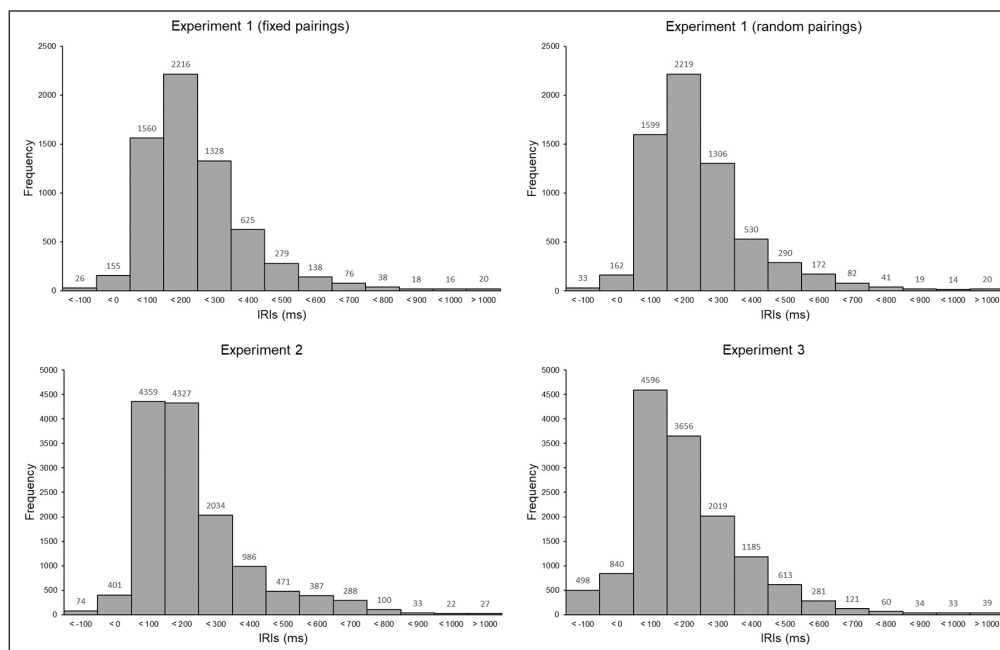 Experiment 1 (fixed pairings)
2500
2000
1500
1000
500
0
Frequency
26 155 1560 2216 1328 625 279 138 76 38 18 16 20
< -100 < 0 < 100 < 200 < 300 < 400 < 500 < 600 < 700 < 800 < 900 < 1000 > 1000
IRIs (ms)
Experiment 1 (random pairings)
2500
2000
1500
1000
500
0
Frequency
33 162 1599 2219 1306 530 290 172 82 41 19 14 20
< -100 < 0 < 100 < 200 < 300 < 400 < 500 < 600 < 700 < 800 < 900 < 1000 > 1000
IRIs (ms)
Experiment 2
5000
4500
4000
3500
3000
2500
2000
1500
1000
500
0
Frequency
74 401 4359 4327 2034 986 471 387 288 100 33 22 27
< -100 < 0 < 100 < 200 < 300 < 400 < 500 < 600 < 700 < 800 < 900 < 1000 > 1000
IRIs (ms)
Experiment 3
5000
4500
4000
3500
3000
2500
2000
1500
1000
500
0
Frequency
498 840 4596 3656 2019 1185 613 281 121 60 34 33 39
< -100 < 0 < 100 < 200 < 300 < 400 < 500 < 600 < 700 < 800 < 900 < 1000 > 1000
IRIs (ms)